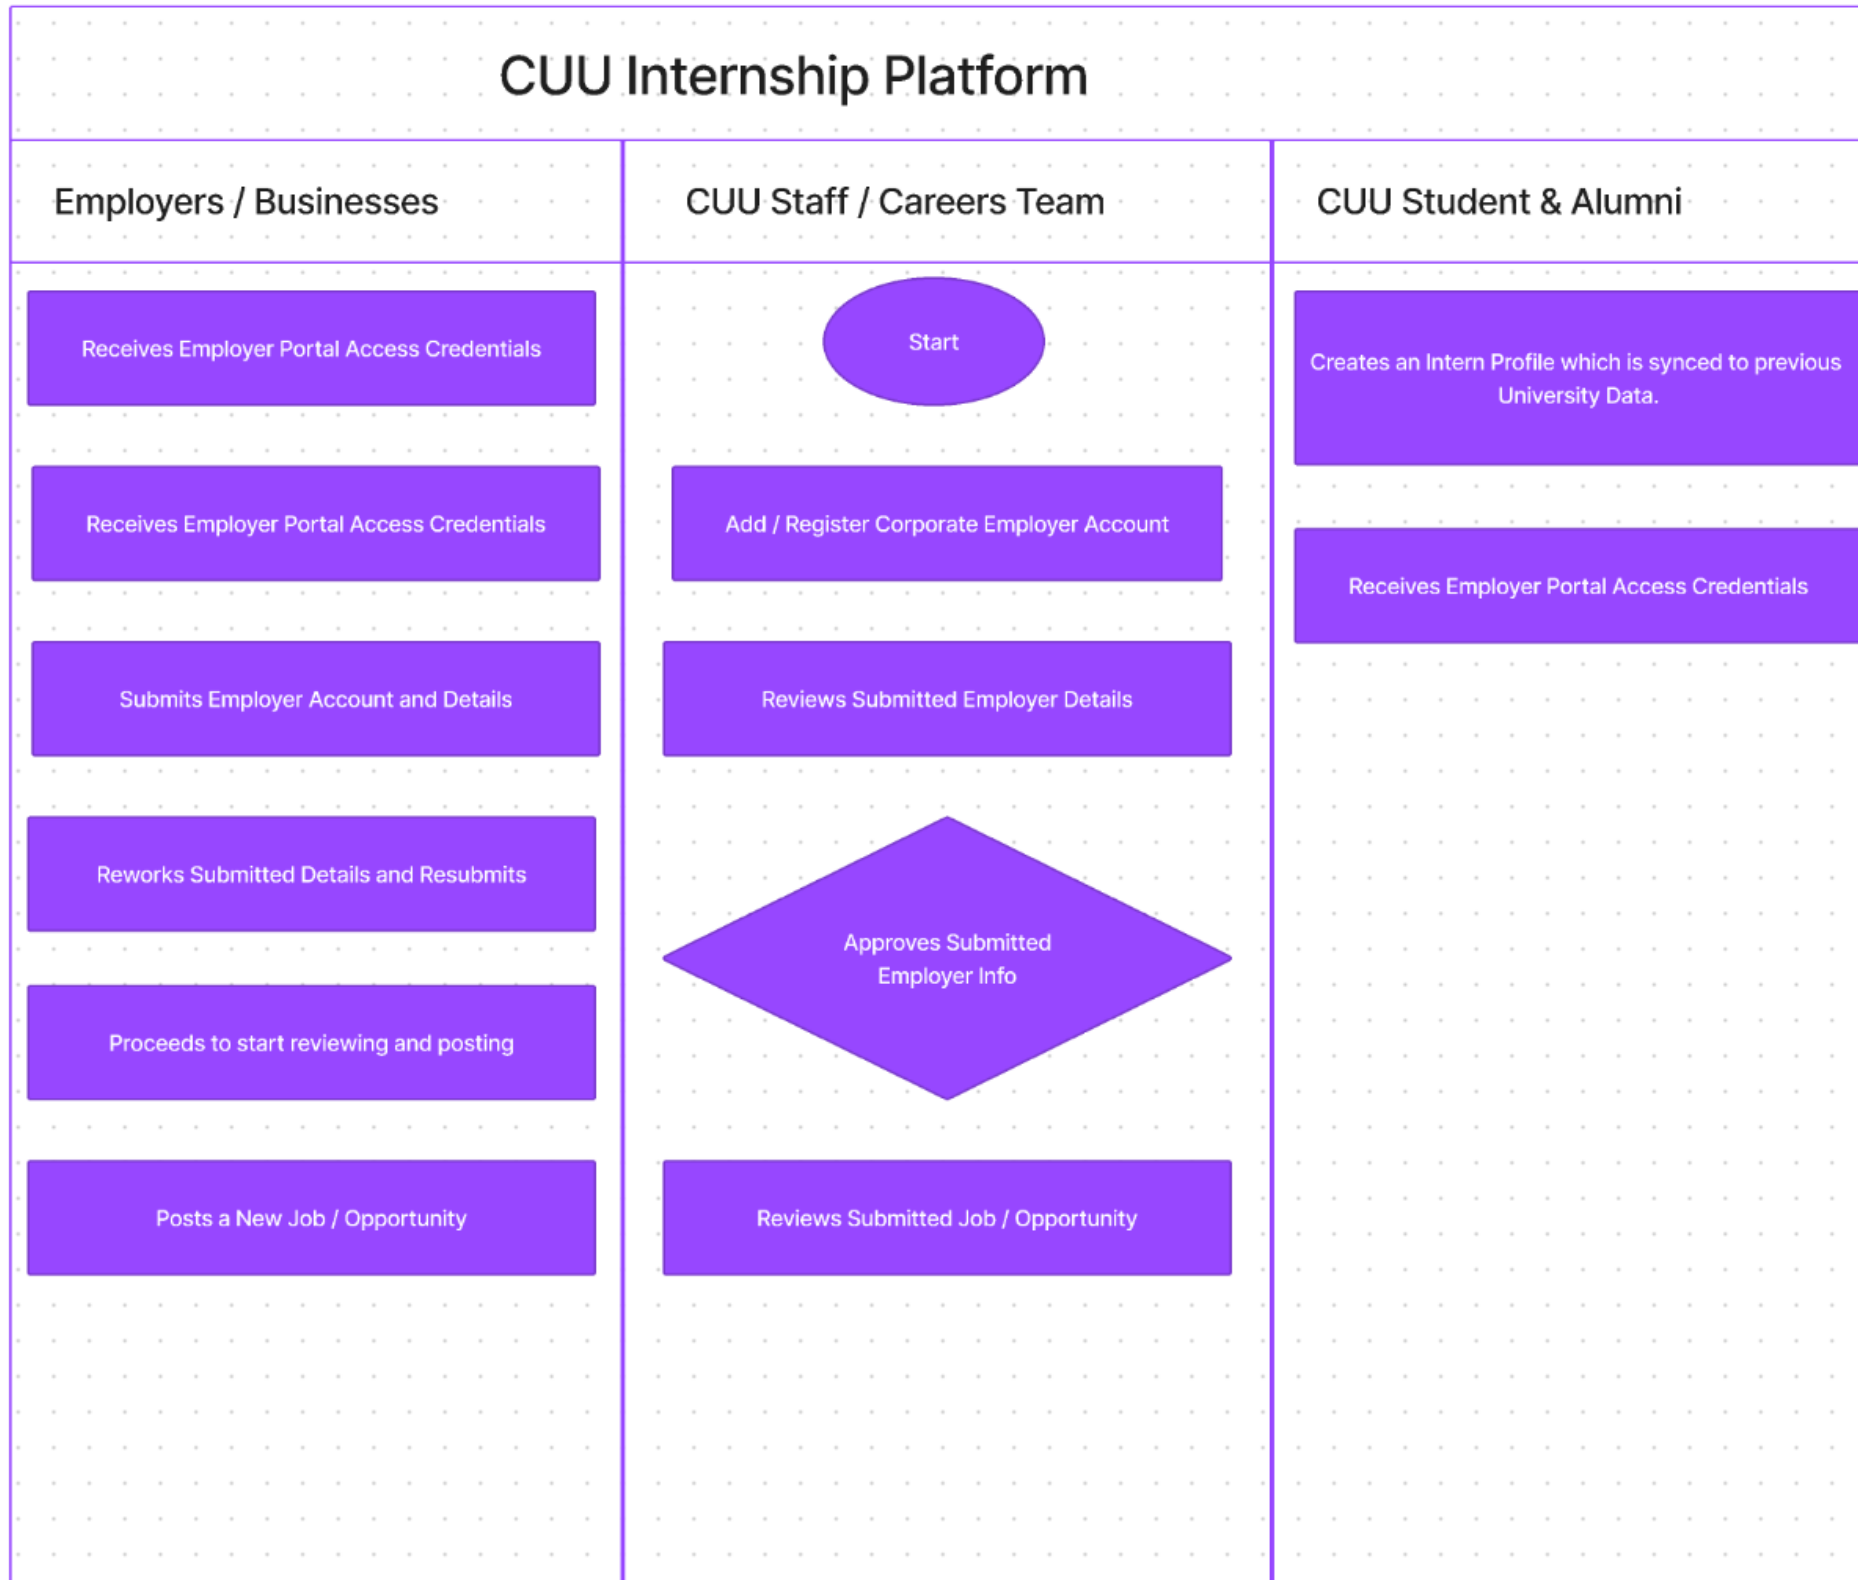 CUU Internship Platform
Employers / Businesses
CUU Staff / Careers Team
CUU Student & Alumni
Receives Employer Portal Access Credentials
Receives Employer Portal Access Credentials
Submits Employer Account and Details
Reworks Submitted Details and Resubmits
Proceeds to start reviewing and posting
Posts a New Job / Opportunity
Start
Add / Register Corporate Employer Account
Reviews Submitted Employer Details
Approves Submitted
Employer Info
Reviews Submitted Job / Opportunity
Creates an Intern Profile which is synced to previous
University Data.
Receives Employer Portal Access Credentials